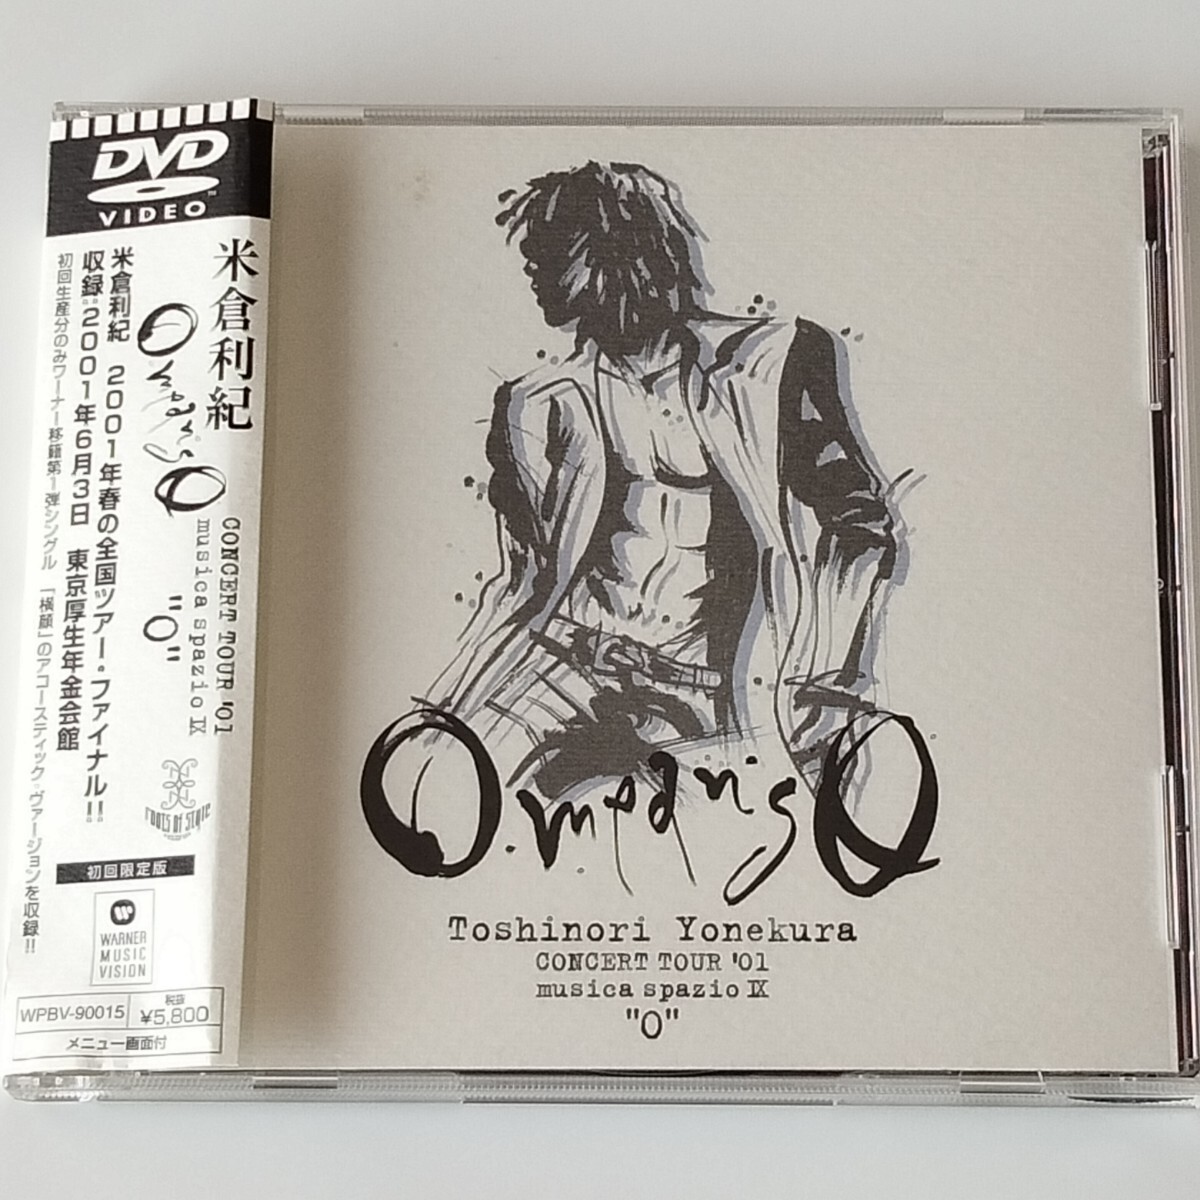 DVD
VIDEO
TM
米倉利紀
O.means O
CONCERT TOUR '01
musica spazio Ⅸ
"O"
米倉利紀 2001年春の全国ツアー・ファイナル!!
収録:2001年6月3日 東京厚生年金会館
初回生産分のみワーナー移籍第1弾シングル 「横顔」のアコースティック・ヴァージョンを収録!!
roots of style
初回限定版
WARNER
MUSIC
VISION
WPBV-90015
税抜
¥5,800
メニュー画面付
O.means O
Toshinori Yonekura
CONCERT TOUR '01
musica spazio Ⅸ
"O"